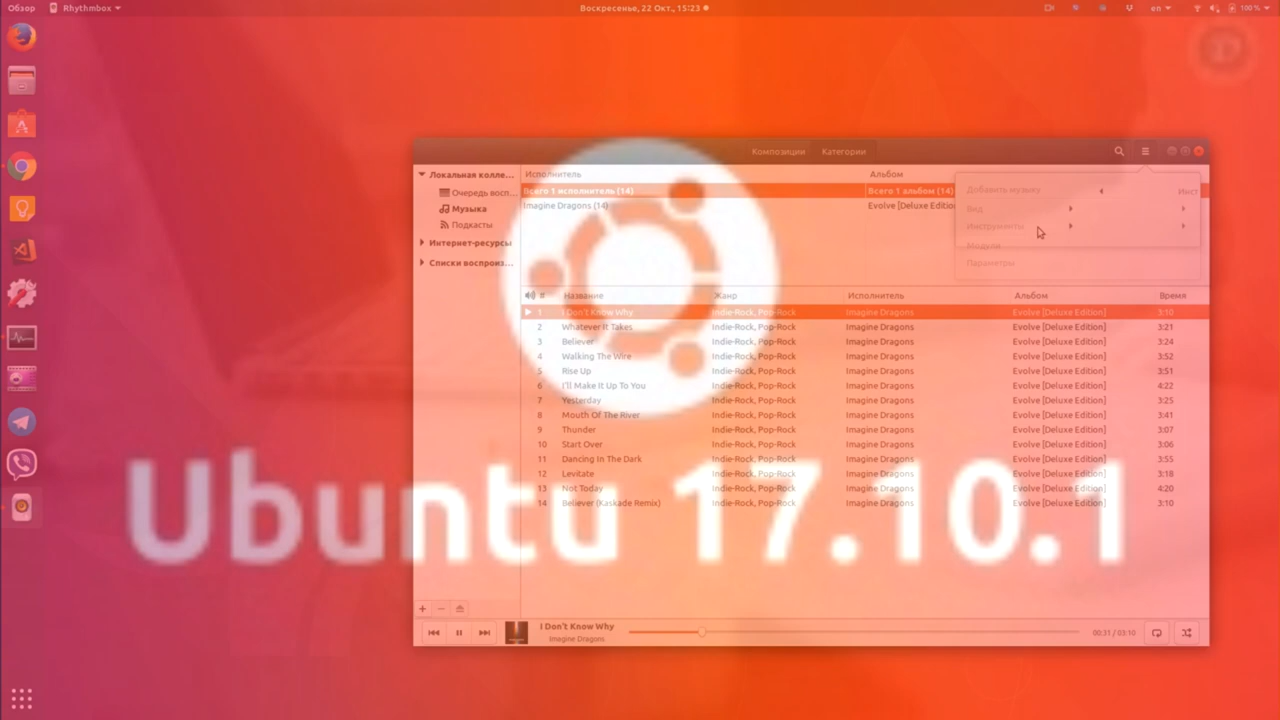 Обзор Rhythmbox Воскресенье, 22 Окт., 15:23 en 100 %
Композиции Категории
Локальная колле...
Очередь восп...
Музыка
Подкасты
Интернет-ресурсы
Списки воспроиз...
Исполнитель Альбом
Всего 1 исполнитель (14) Всего 1 альбом (14)
Imagine Dragons (14) Evolve [Deluxe Editio
Добавить музыку Инст
Вид
Инструменты
Модули
Параметры
# Название Жанр Исполнитель Альбом Время
1 I Don't Know Why Indie-Rock, Pop-Rock Imagine Dragons Evolve [Deluxe Edition] 3:10
2 Whatever It Takes Indie-Rock, Pop-Rock Imagine Dragons Evolve [Deluxe Edition] 3:21
3 Believer Indie-Rock, Pop-Rock Imagine Dragons Evolve [Deluxe Edition] 3:24
4 Walking The Wire Indie-Rock, Pop-Rock Imagine Dragons Evolve [Deluxe Edition] 3:52
5 Rise Up Indie-Rock, Pop-Rock Imagine Dragons Evolve [Deluxe Edition] 3:51
6 I'll Make It Up To You Indie-Rock, Pop-Rock Imagine Dragons Evolve [Deluxe Edition] 4:22
7 Yesterday Indie-Rock, Pop-Rock Imagine Dragons Evolve [Deluxe Edition] 3:25
8 Mouth Of The River Indie-Rock, Pop-Rock Imagine Dragons Evolve [Deluxe Edition] 3:41
9 Thunder Indie-Rock, Pop-Rock Imagine Dragons Evolve [Deluxe Edition] 3:07
10 Start Over Indie-Rock, Pop-Rock Imagine Dragons Evolve [Deluxe Edition] 3:06
11 Dancing In The Dark Indie-Rock, Pop-Rock Imagine Dragons Evolve [Deluxe Edition] 3:55
12 Levitate Indie-Rock, Pop-Rock Imagine Dragons Evolve [Deluxe Edition] 3:18
13 Not Today Indie-Rock, Pop-Rock Imagine Dragons Evolve [Deluxe Edition] 4:20
14 Believer (Kaskade Remix) Indie-Rock, Pop-Rock Imagine Dragons Evolve [Deluxe Edition] 3:10
Ubuntu 17.10.1
I Don't Know Why
Imagine Dragons
00:31 / 03:10